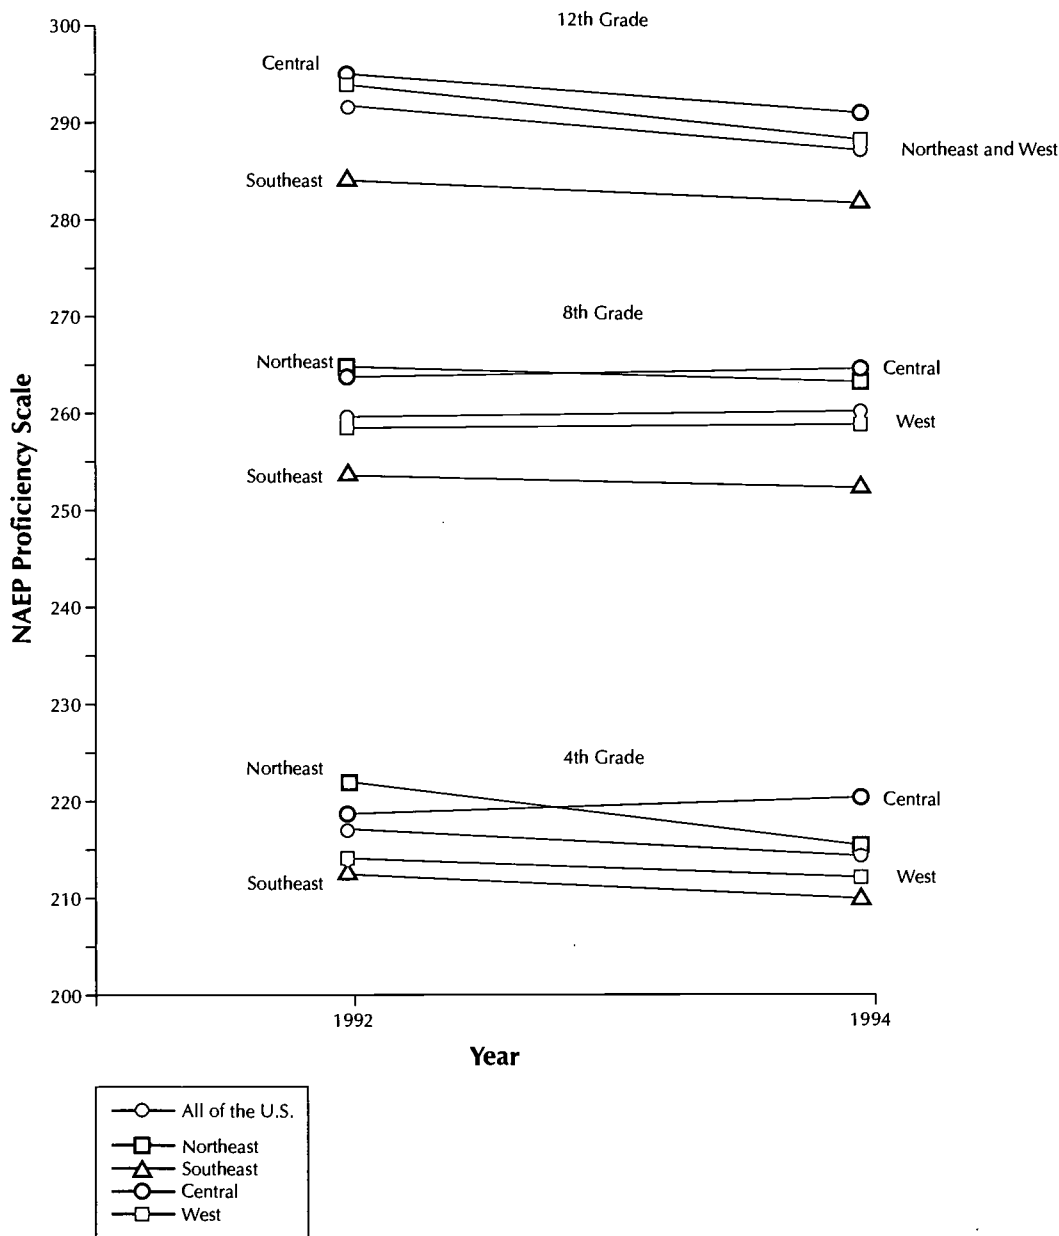 12th Grade
300
Central
290
Northeast and West
Southeast
280
270
8th Grade
Northeast
Central
260
West
Southeast
250
NAEP Proficiency Scale
240
230
4th Grade
Northeast
220
Central
West
Southeast
210
200
1992
1994
Year
All of the U.S.
Northeast
Southeast
Central
West